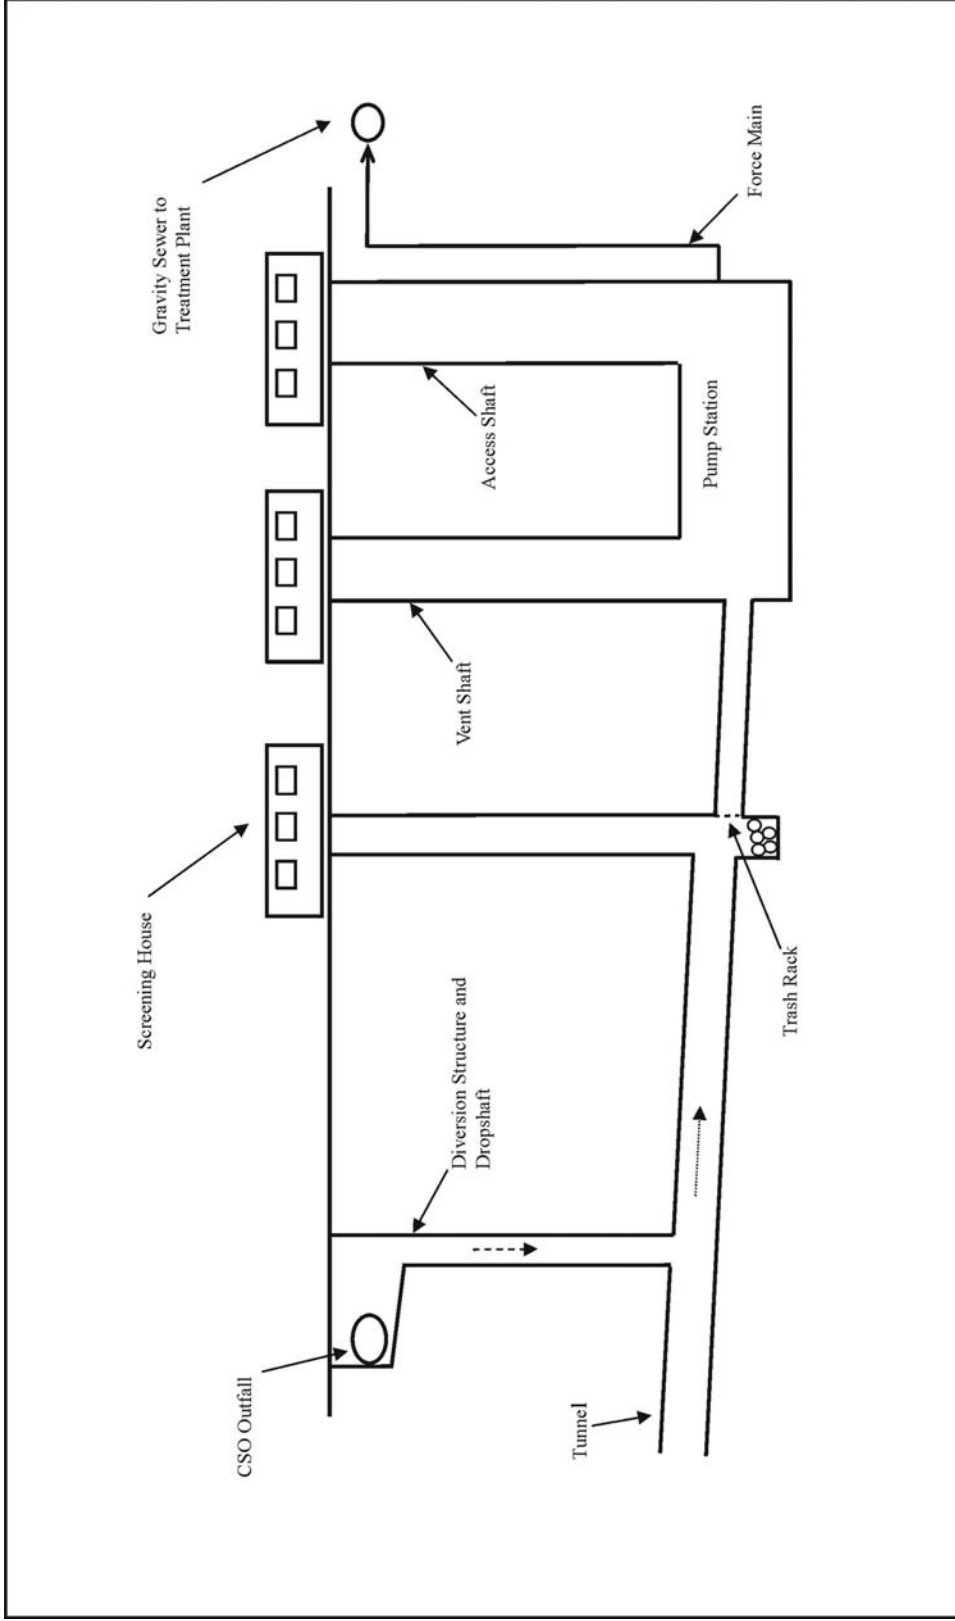 Gravity Sewer to
Treatment Plant
Screening House
CSO Outfall
Force Main
Access Shaft
Vent Shaft
Diversion Structure and
Dropshaft
Pump Station
Tunnel
Trash Rack